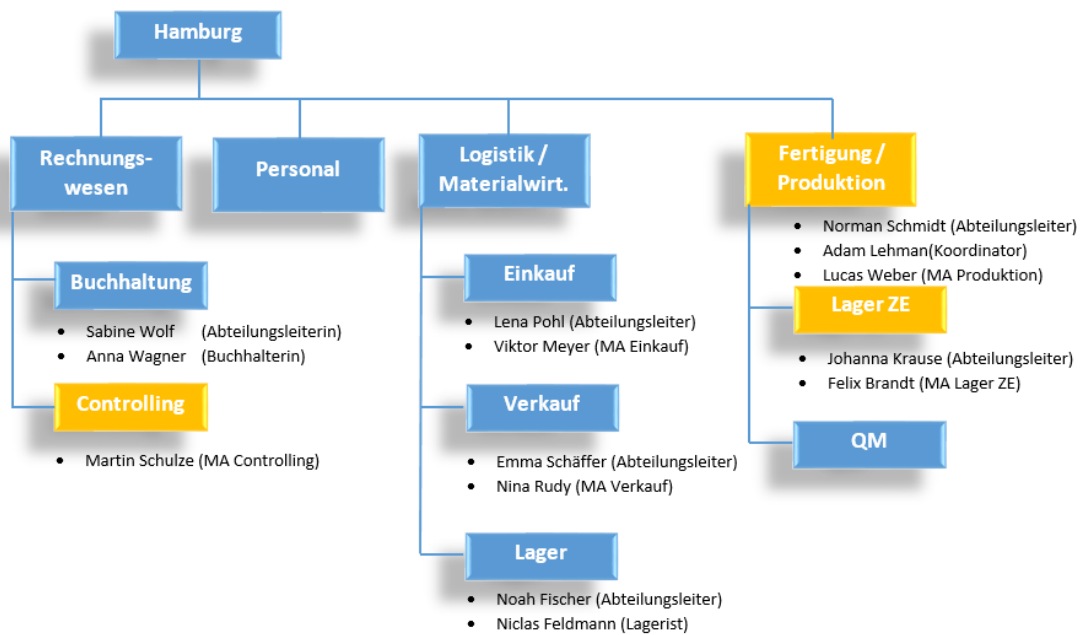 Hamburg
Rechnungs-
wesen
Personal
Logistik /
Materialwirt.
Fertigung /
Produktion
• Norman Schmidt (Abteilungsleiter)
• Adam Lehman(Koordinator)
• Lucas Weber (MA Produktion)
Buchhaltung
• Sabine Wolf (Abteilungsleiterin)
• Anna Wagner (Buchhalterin)
Controlling
• Martin Schulze (MA Controlling)
Einkauf
• Lena Pohl (Abteilungsleiter)
• Viktor Meyer (MA Einkauf)
Verkauf
• Emma Schäffer (Abteilungsleiter)
• Nina Rudy (MA Verkauf)
Lager
• Noah Fischer (Abteilungsleiter)
• Niclas Feldmann (Lagerist)
Lager ZE
• Johanna Krause (Abteilungsleiter)
• Felix Brandt (MA Lager ZE)
QM